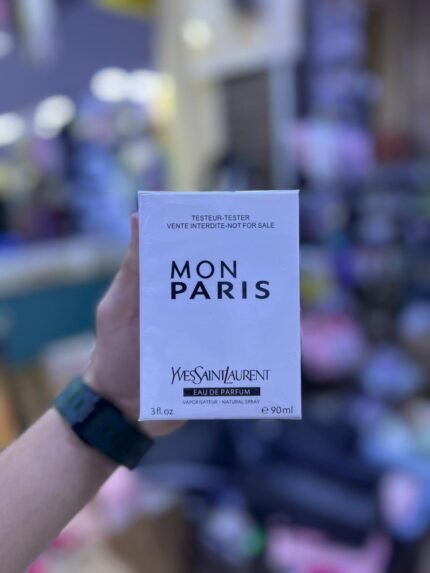 TESTEUR-TESTER
VENTE INTERDITE-NOT FOR SALE
MON
PARIS
YVESSAINTLAURENT
EAU DE PARFUM
VAPORISATEUR - NATURAL SPRAY
3 fl.oz. ℮ 90ml